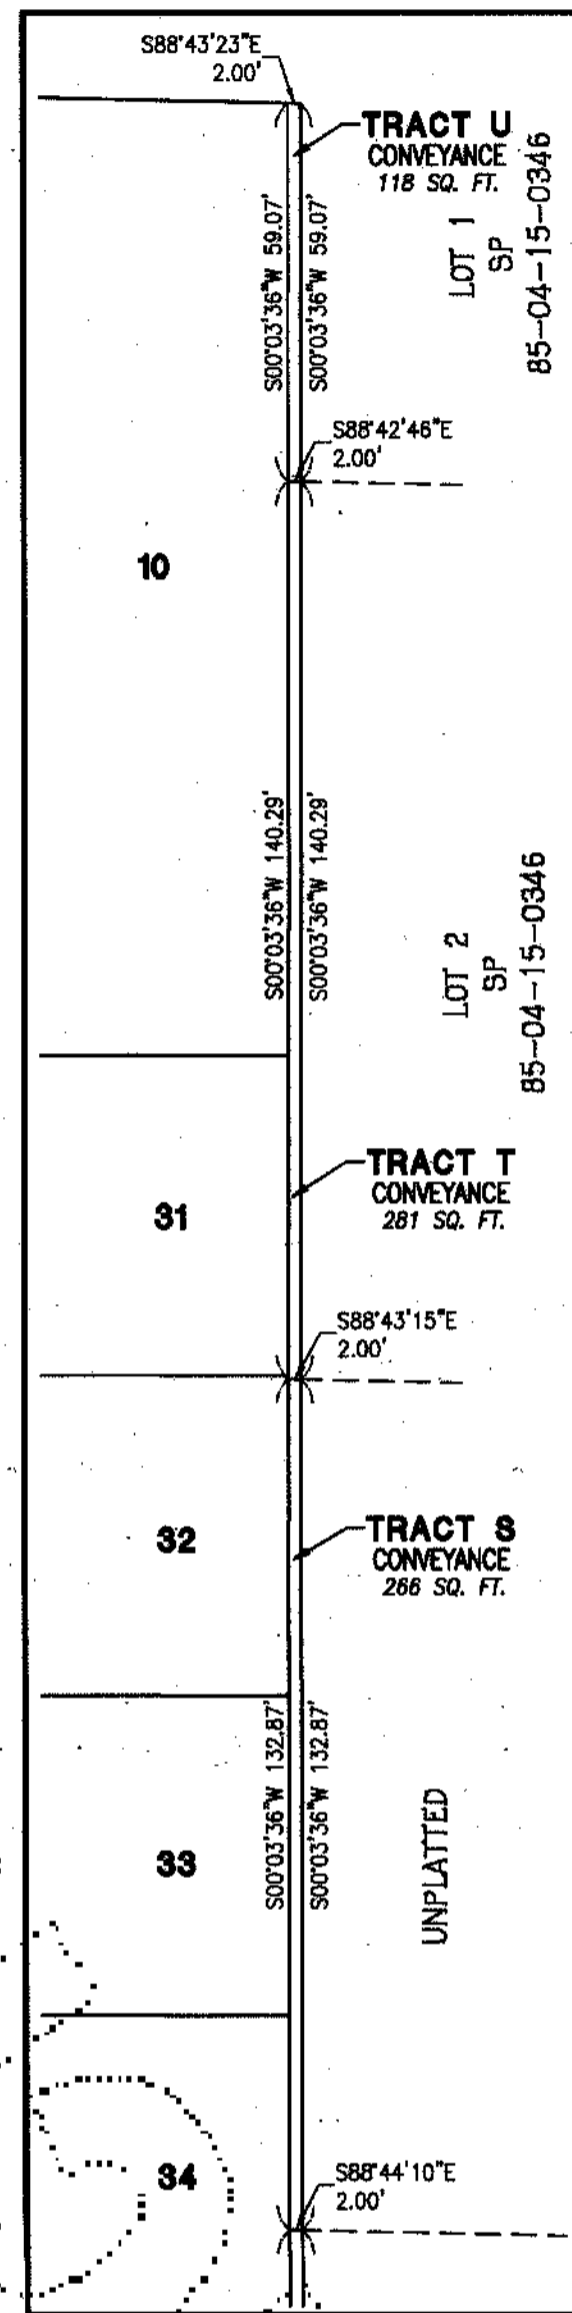 S88°43'23"E
2.00'
TRACT U
CONVEYANCE
118 SQ. FT.
S00°03'36"W 59.07'
S00°03'36"W 59.07'
LOT 1
SP
85-04-15-0346
S88°42'46"E
2.00'
10
S00°03'36"W 140.29'
S00°03'36"W 140.29'
LOT 2
SP
85-04-15-0346
TRACT T
CONVEYANCE
281 SQ. FT.
31
S88°43'15"E
2.00'
TRACT S
CONVEYANCE
266 SQ. FT.
32
S00°03'36"W 132.87'
S00°03'36"W 132.87'
UNPLATTED
33
34
S88°44'10"E
2.00'